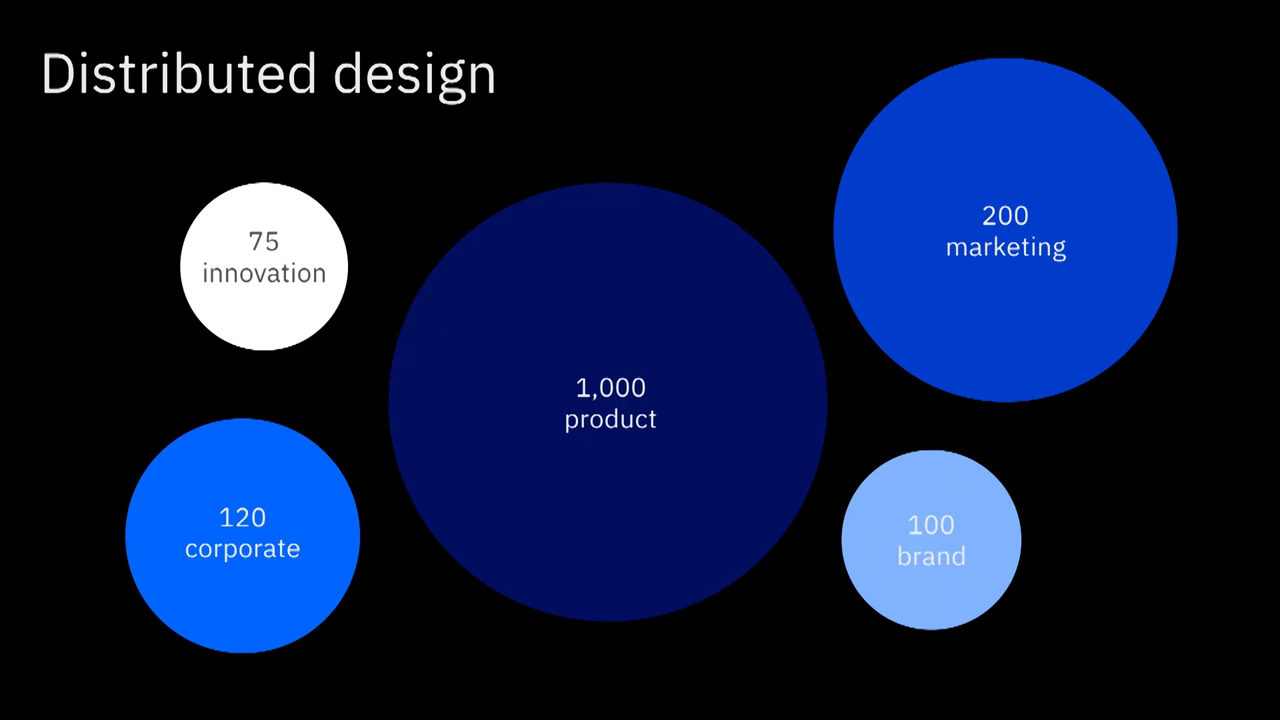 Distributed design
75
innovation
1,000
product
200
marketing
120
corporate
100
brand